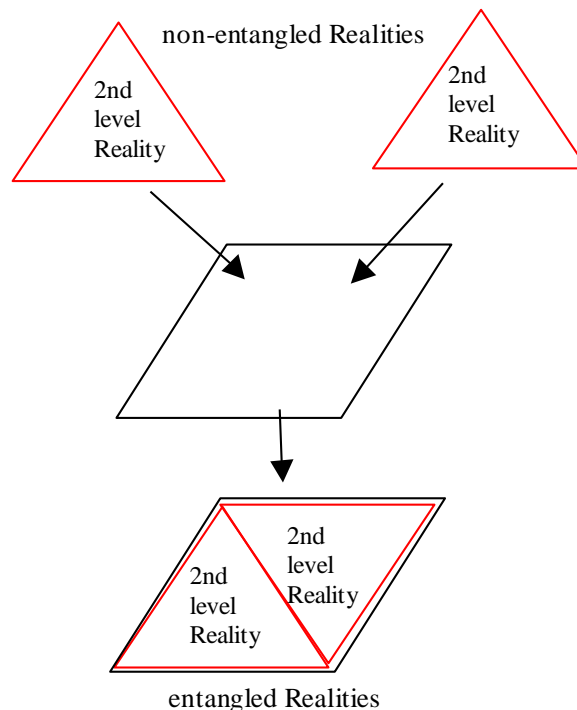 non-entangled Realities
2nd
level
Reality
2nd
level
Reality
2nd
level
Reality
2nd
level
Reality
entangled Realities